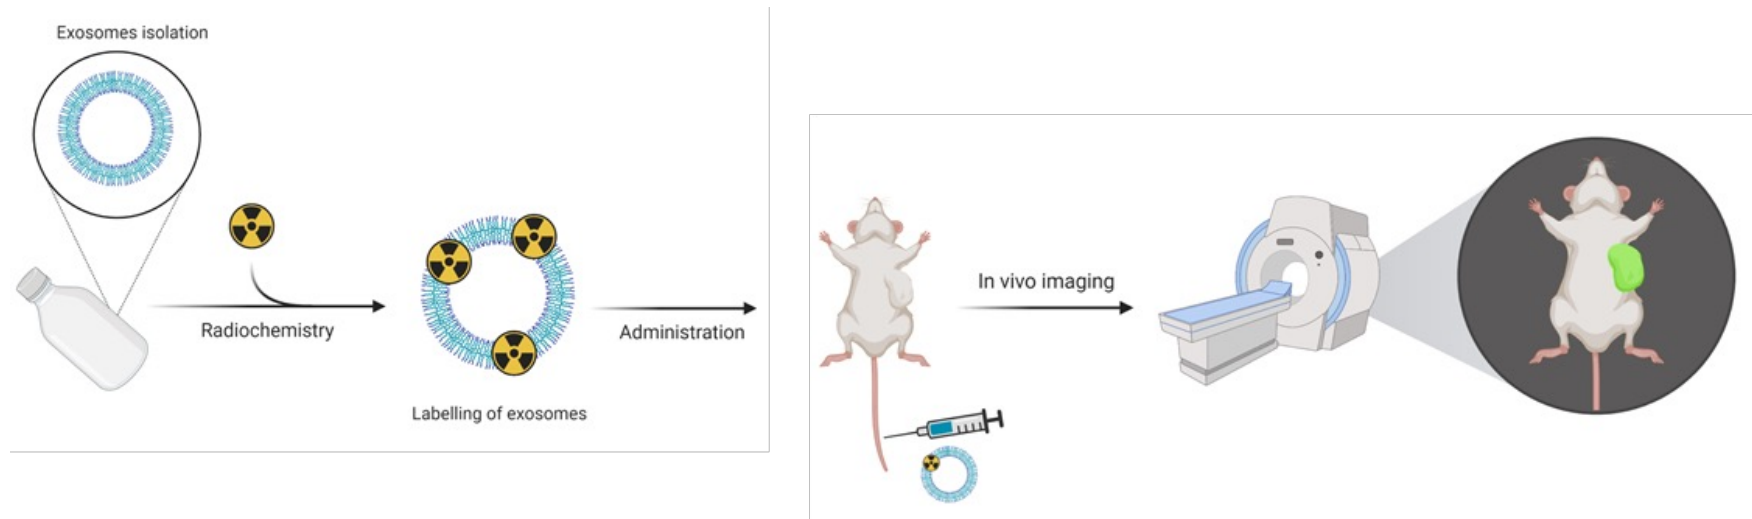 Exosomes isolation
Radiochemistry
Labelling of exosomes
Administration
In vivo imaging